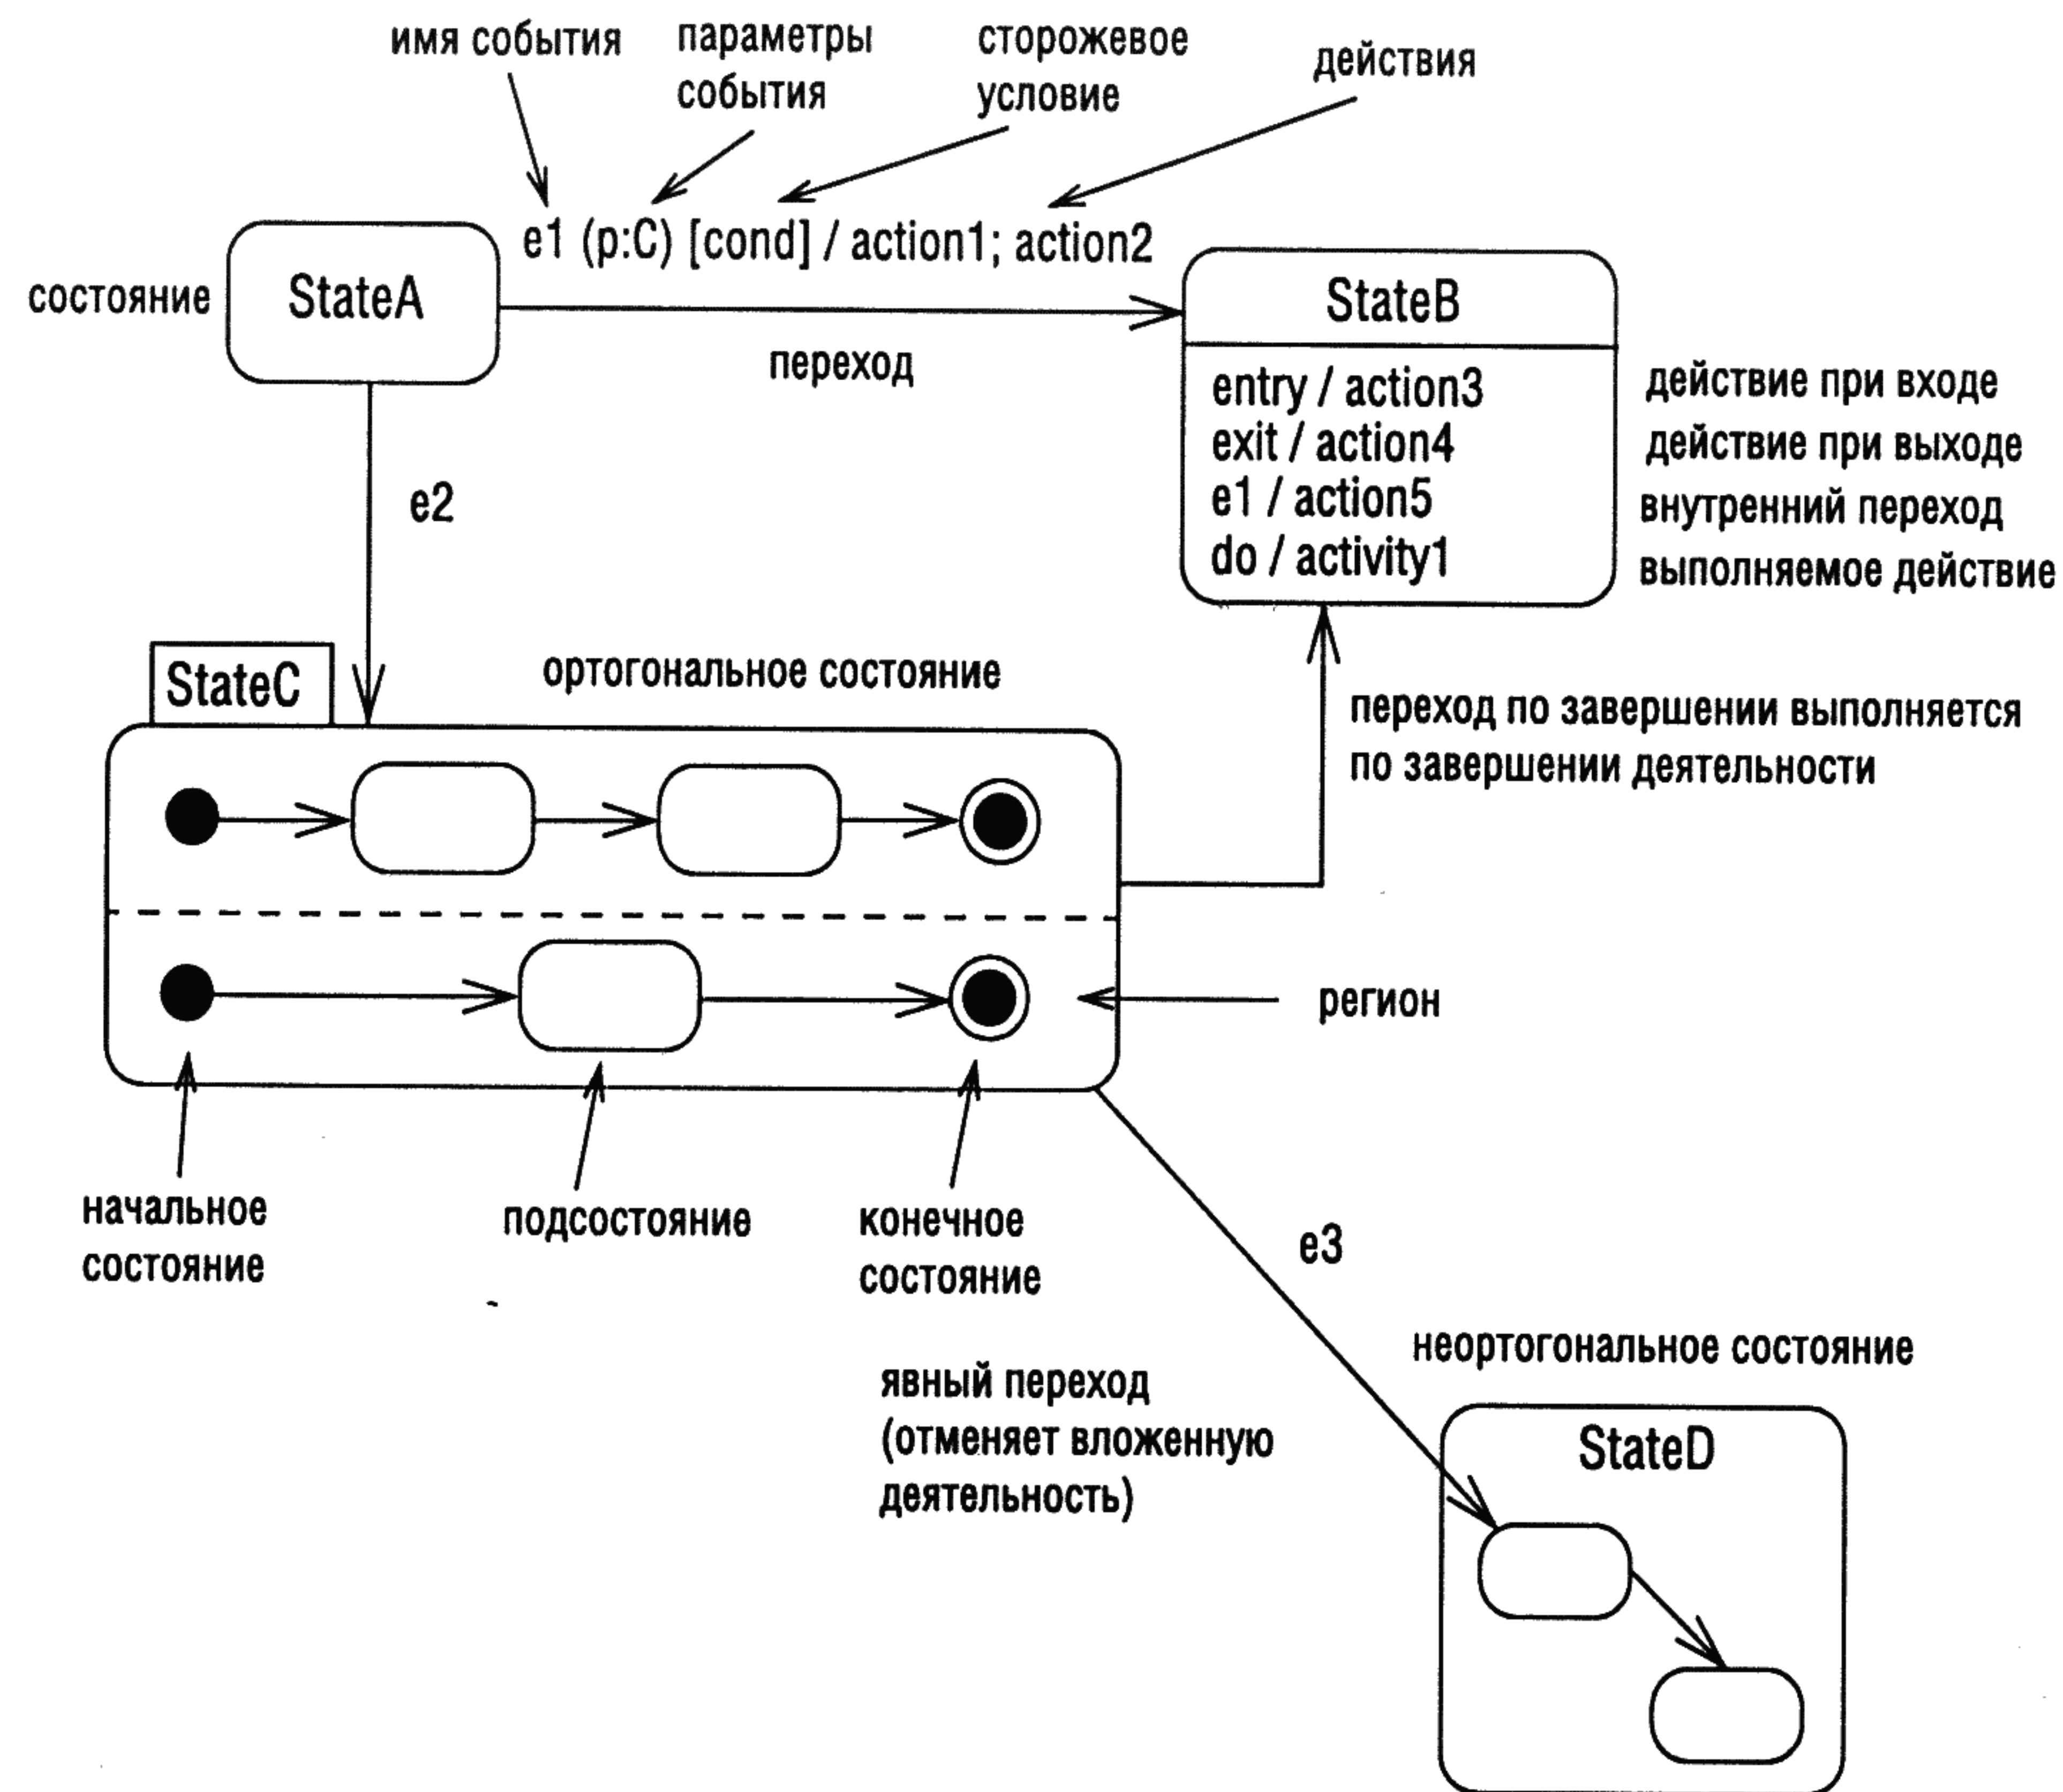 имя события
параметры
события
сторожевое
условие
действия
e1 (p:C) [cond] / action1; action2
состояние
StateA
переход
StateB
entry / action3
exit / action4
e1 / action5
do / activity1
действие при входе
действие при выходе
внутренний переход
выполняемое действие
e2
StateC
ортогональное состояние
переход по завершении выполняется
по завершении деятельности
регион
начальное
состояние
подсостояние
конечное
состояние
e3
явный переход
(отменяет вложенную
деятельность)
неортогональное состояние
StateD